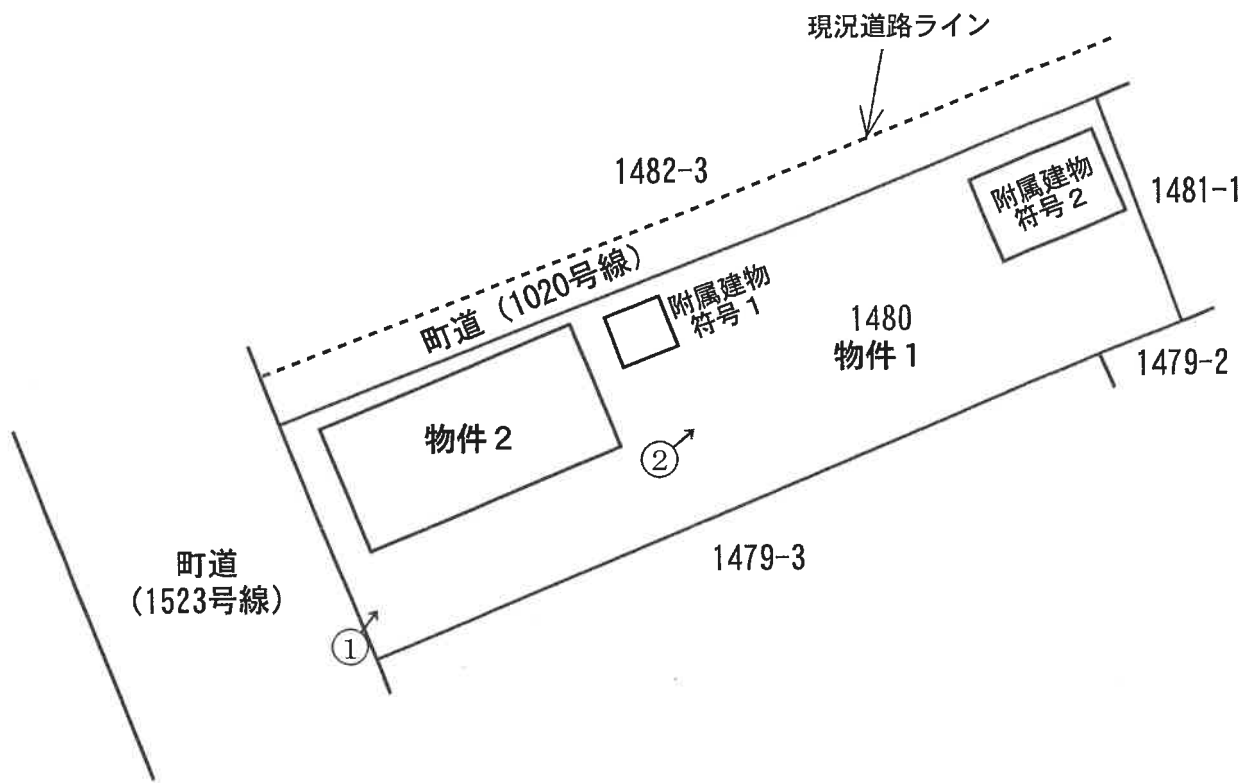 現況道路ライン
1482-3
附属建物
符号2
1481-1
町道（1020号線）
附属建物
符号1
1480
物件1
1479-2
物件2
②
1479-3
町道
(1523号線)
①